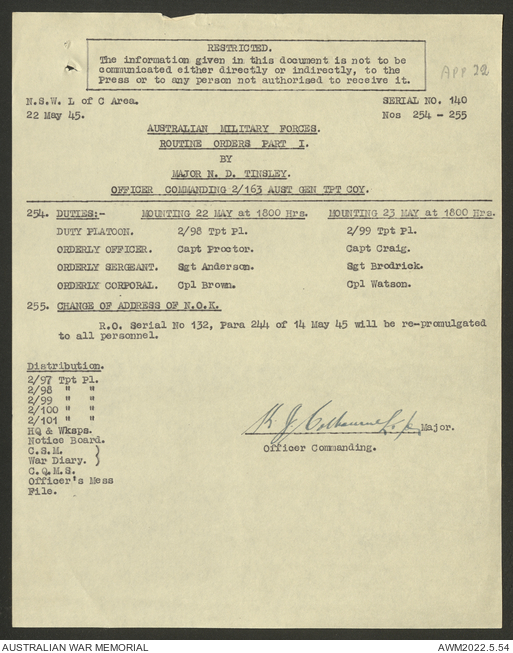 RESTRICTED.
The information given in this document is not to be
communicated either directly or indirectly, to the
Press or to any person not authorised to receive it.
APP 22
N.S.W. L of C Area.
SERIAL NO. 140
22 May 45.
Nos 254 - 255
AUSTRALIAN MILITARY FORCES.
ROUTINE ORDERS PART I.
BY
MAJOR N. D. TINSLEY.
OFFICER COMMANDING 2/163 AUST GEN TPT COY.
254. DUTIES:- MOUNTING 22 MAY at 1800 Hrs. MOUNTING 23 MAY at 1800 Hrs.
DUTY PLATOON. 2/98 Tpt Pl. 2/99 Tpt Pl.
ORDERLY OFFICER. Capt Proctor. Capt Craig.
ORDERLY SERGEANT. Sgt Anderson. Sgt Brodrick.
ORDERLY CORPORAL. Cpl Brown. Cpl Watson.
255. CHANGE OF ADDRESS OF N.O.K.
R.O. Serial No 132, Para 244 of 14 May 45 will be re-promulgated
to all personnel.
Distribution.
2/97 Tpt Pl.
2/98 " "
2/99 " "
2/100 " "
2/101 " "
HQ & Wksps.
Notice Board.
C.S.M. )
War Diary. )
C.Q.M.S.
Officer's Mess
File.
Major.
Officer Commanding.
AUSTRALIAN WAR MEMORIAL
AWM2022.5.54